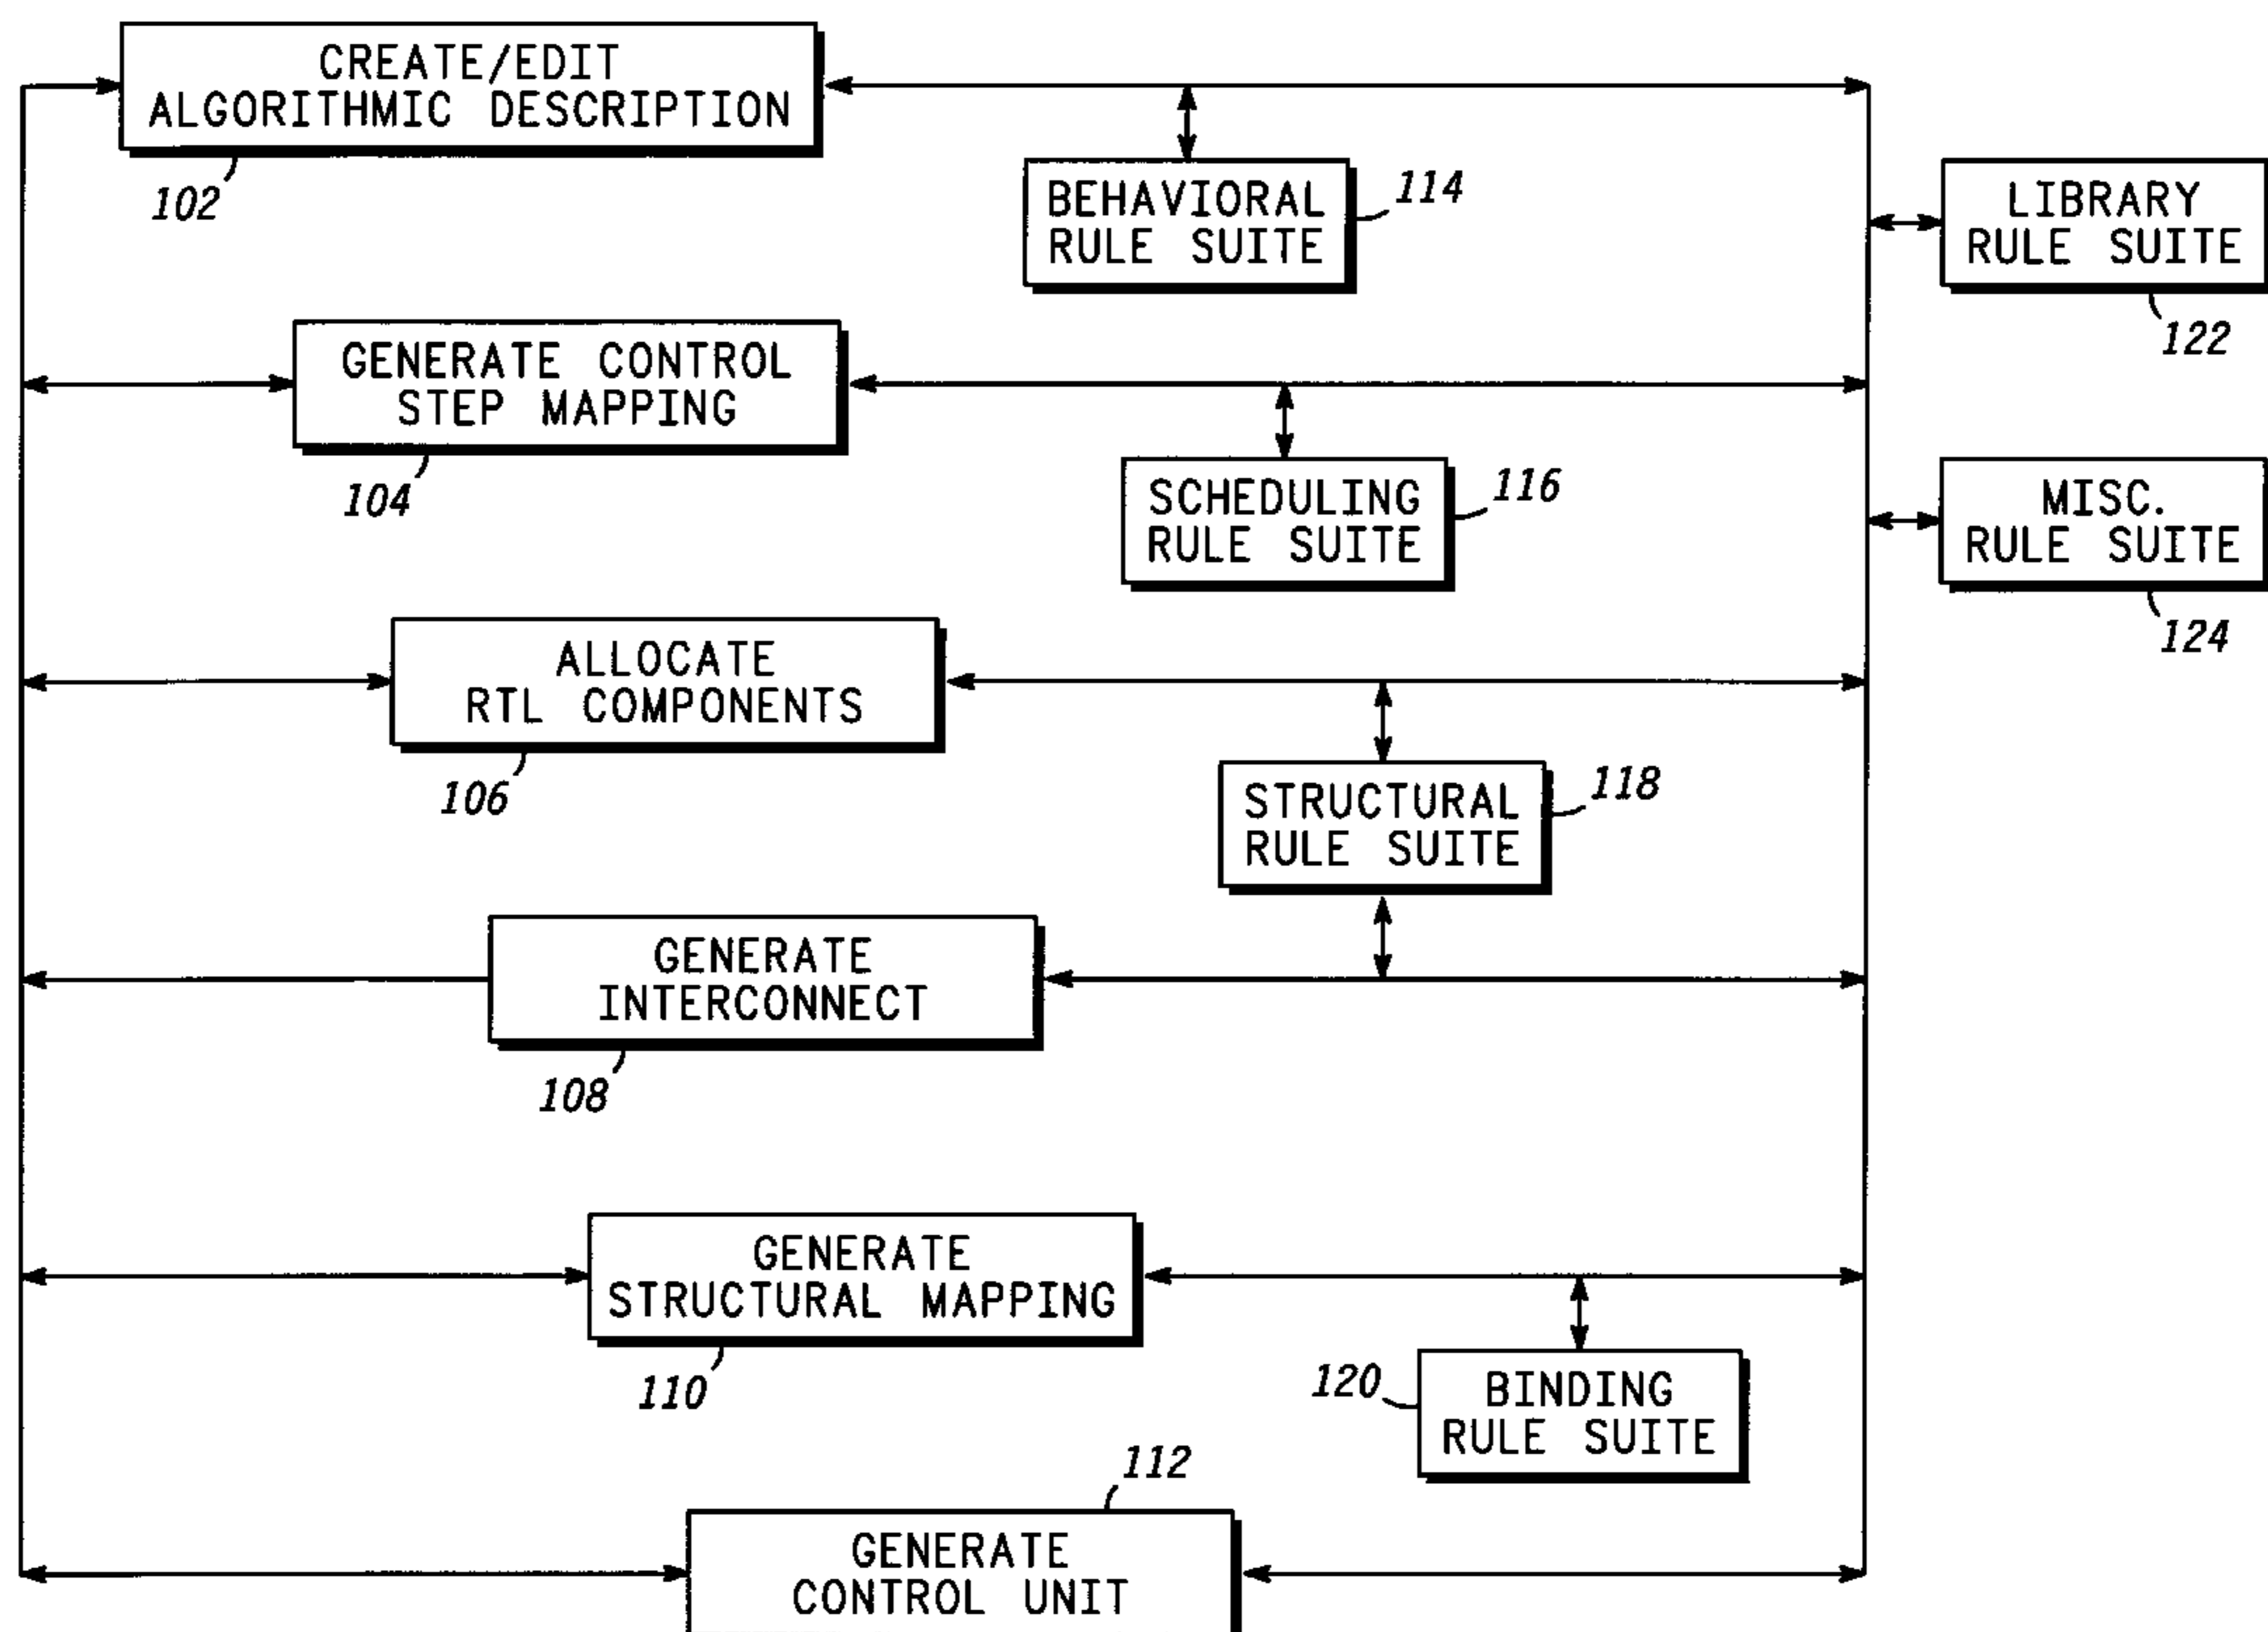 CREATE/EDIT
ALGORITHMIC DESCRIPTION
102
BEHAVIORAL
RULE SUITE
114
LIBRARY
RULE SUITE
122
GENERATE CONTROL
STEP MAPPING
104
SCHEDULING
RULE SUITE
116
MISC.
RULE SUITE
124
ALLOCATE
RTL COMPONENTS
106
STRUCTURAL
RULE SUITE
118
GENERATE
INTERCONNECT
108
GENERATE
STRUCTURAL MAPPING
110
BINDING
RULE SUITE
120
112
GENERATE
CONTROL UNIT